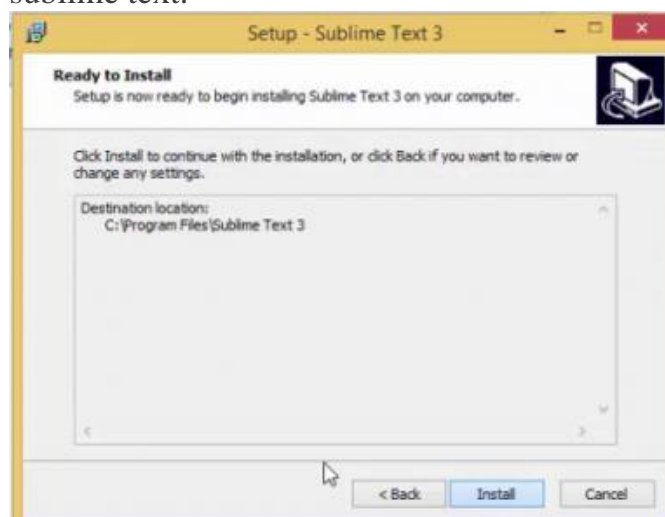 sublime text.
Setup - Sublime Text 3
Ready to Install
Setup is now ready to begin installing Sublime Text 3 on your computer.
Click Install to continue with the installation, or click Back if you want to review or
change any settings.
Destination location:
C:\Program Files\Sublime Text 3
< Back Install Cancel